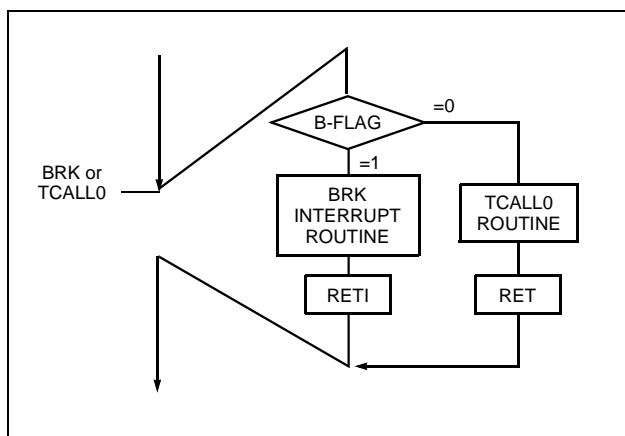 =0
B-FLAG
=1
BRK or
TCALL0
BRK
INTERRUPT
ROUTINE
TCALL0
ROUTINE
RETI
RET